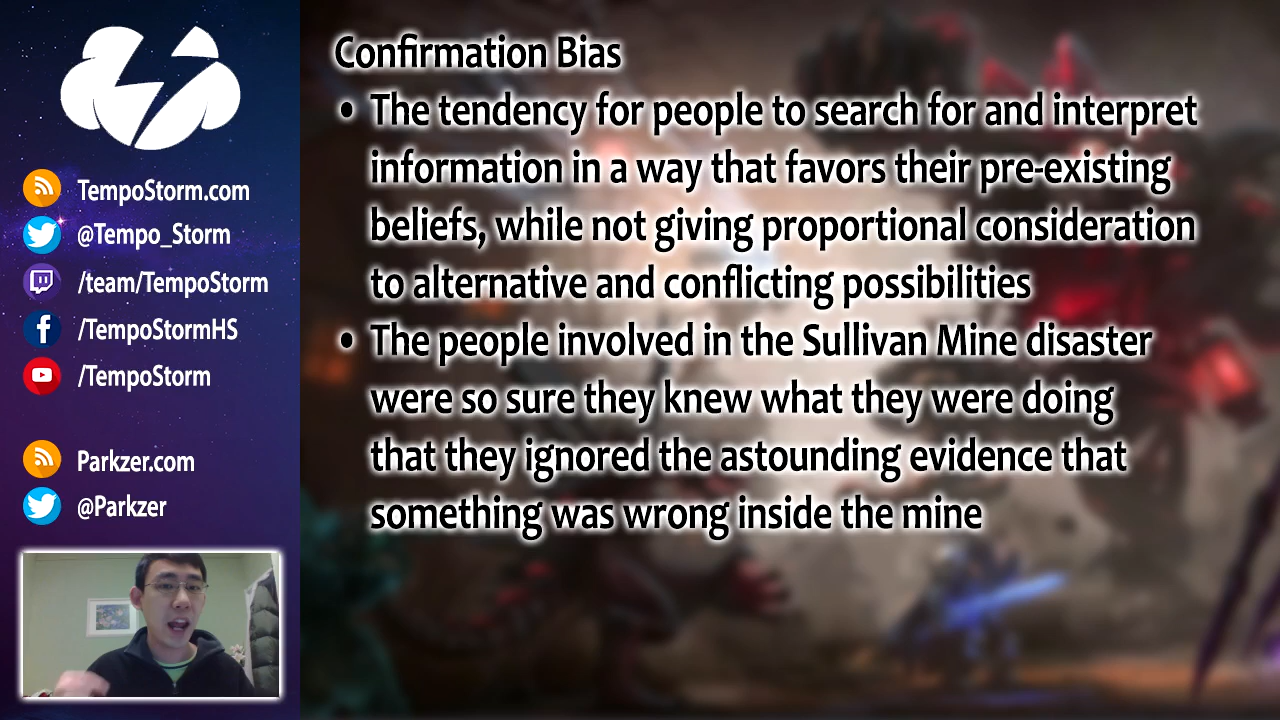 TempoStorm.com
@Tempo_Storm
/team/TempoStorm
/TempoStormHS
/TempoStorm
Parkzer.com
@Parkzer
Confirmation Bias
• The tendency for people to search for and interpret
information in a way that favors their pre-existing
beliefs, while not giving proportional consideration
to alternative and conflicting possibilities
• The people involved in the Sullivan Mine disaster
were so sure they knew what they were doing
that they ignored the astounding evidence that
something was wrong inside the mine